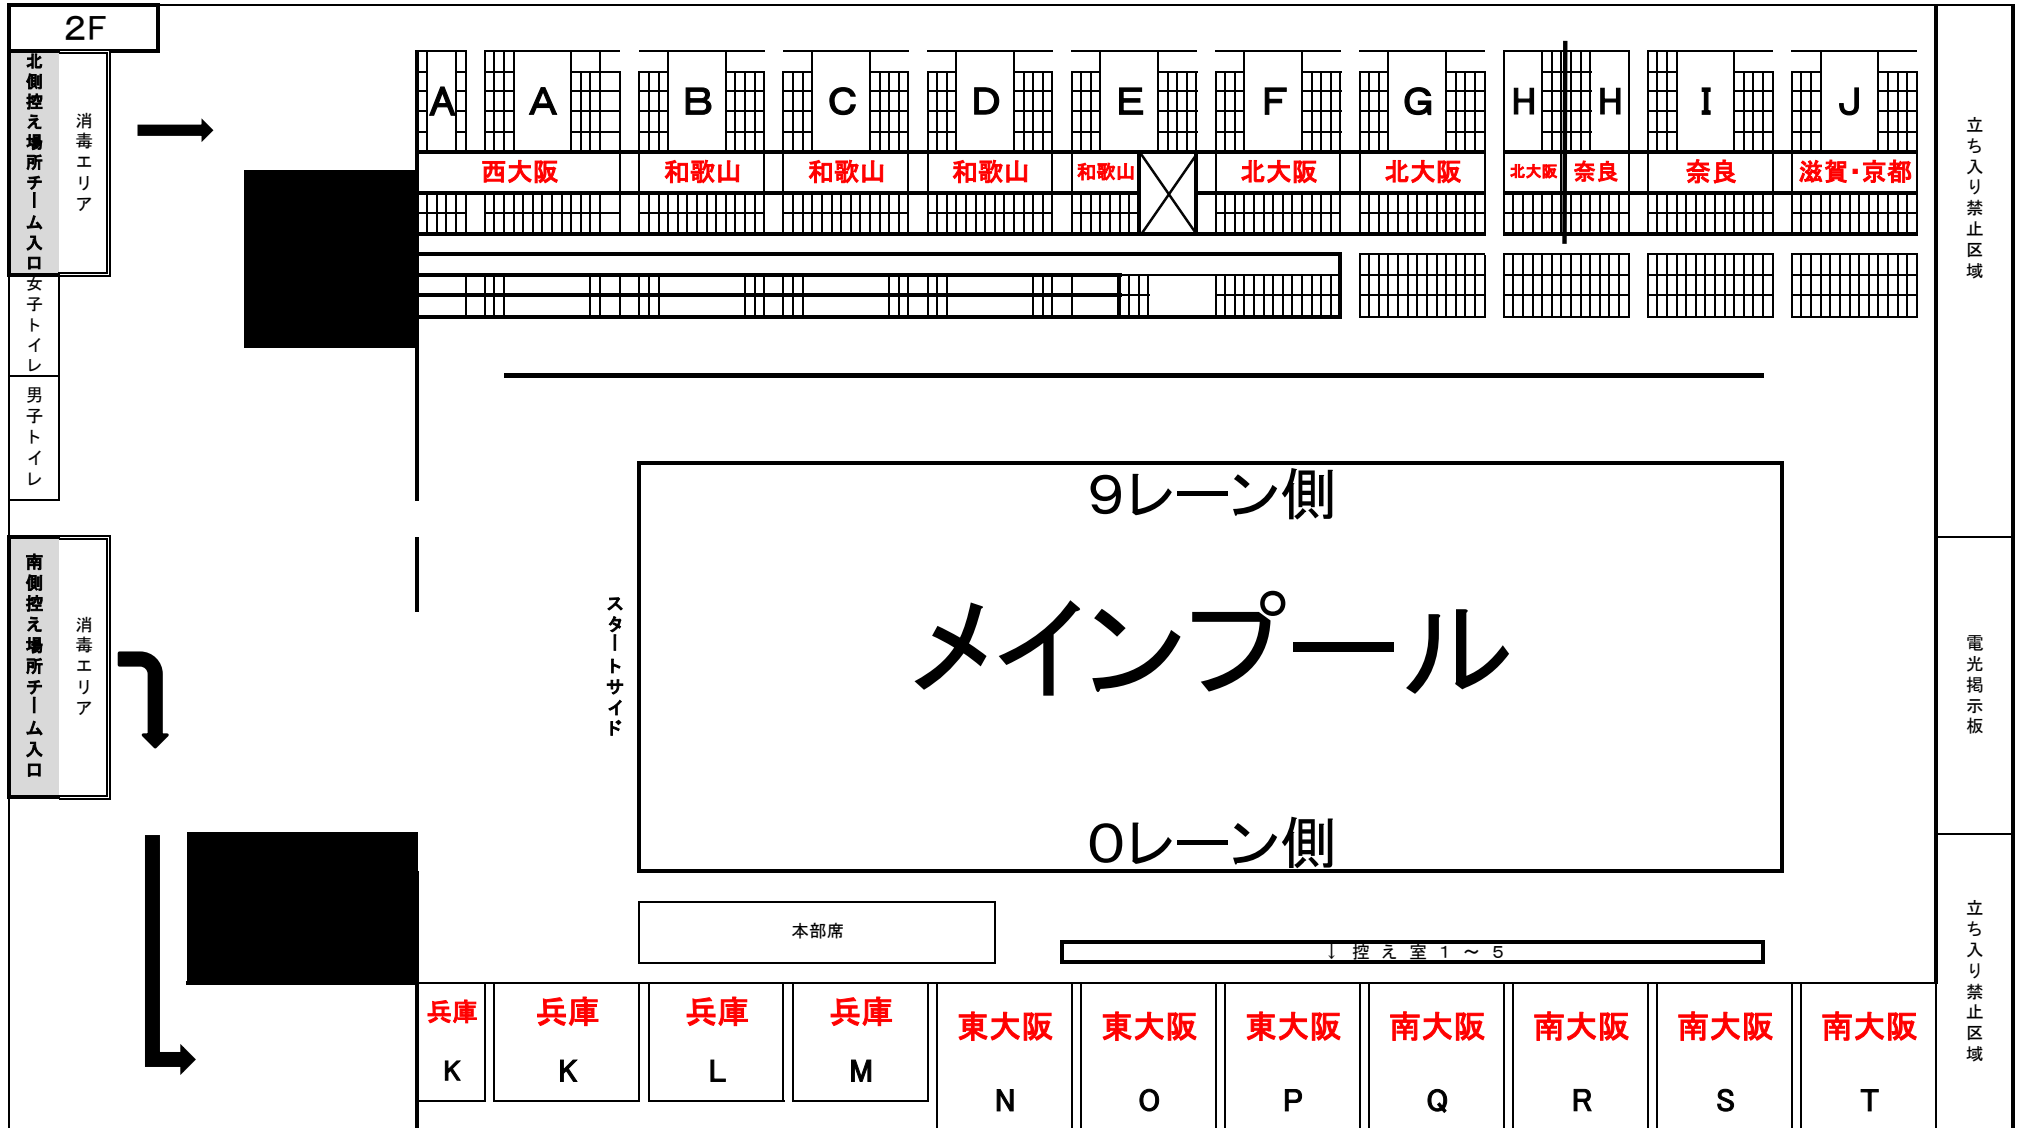 2F
北側控え場所チーム入口
消毒エリア
女子トイレ
男子トイレ
南側控え場所チーム入口
消毒エリア
A A B C D E F G H H I J
西大阪 和歌山 和歌山 和歌山 和歌山 北大阪 北大阪 北大阪 奈良 奈良 滋賀・京都
立ち入り禁止区域
9レーン側
スタートサイド
メインプール
電光掲示板
0レーン側
本部席
↓ 控え室1～5
立ち入り禁止区域
兵庫 兵庫 兵庫 兵庫 東大阪 東大阪 東大阪 南大阪 南大阪 南大阪 南大阪
K K L M N O P Q R S T